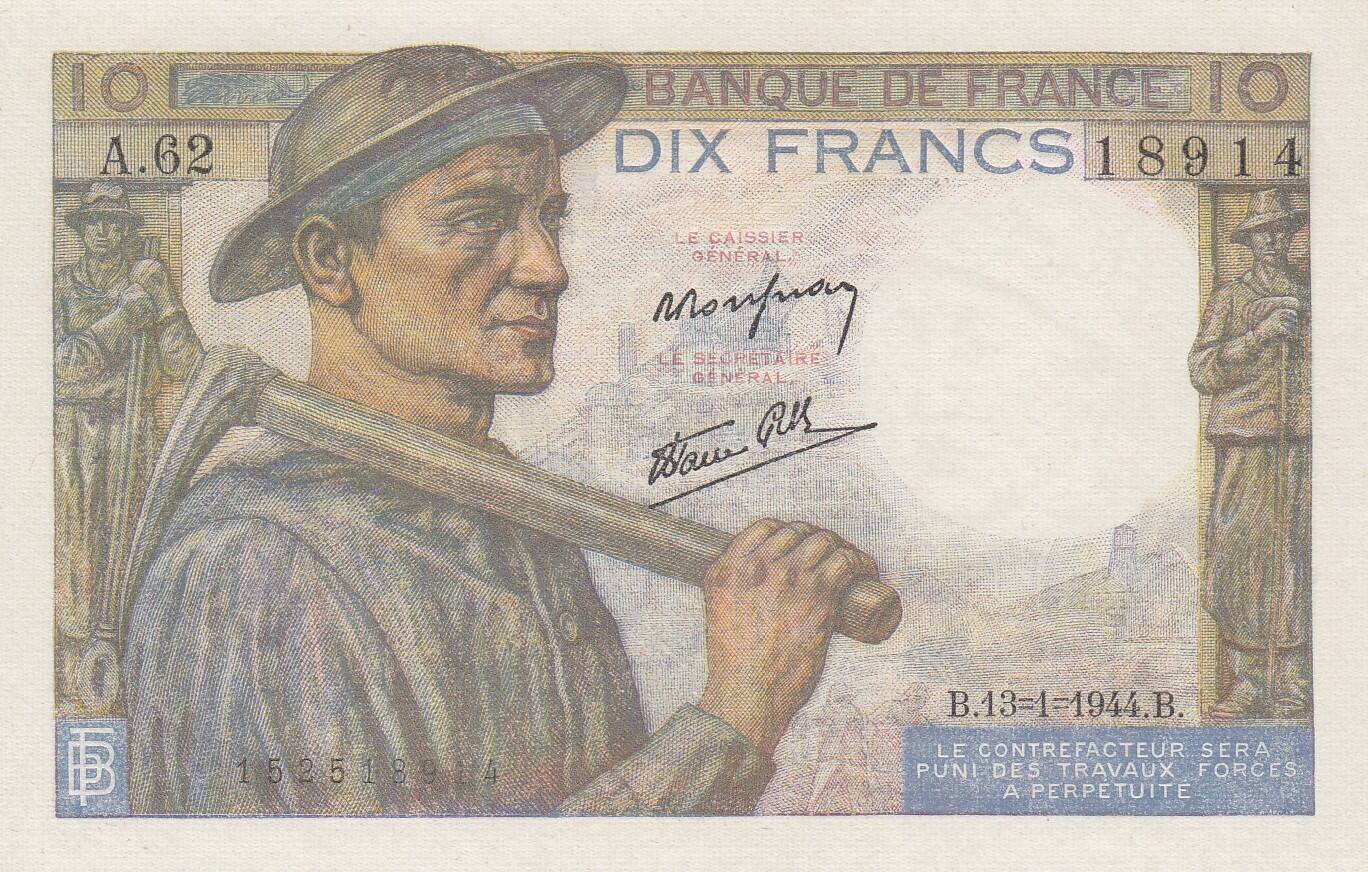 10 BANQUE DE FRANCE 10
A.62 DIX FRANCS 18914
LE CAISSIER
GÉNÉRAL.
LE SECRÉTAIRE
GÉNÉRAL.
B.13=1=1944.B.
LE CONTREFACTEUR SERA
PUNI DES TRAVAUX FORCES
A PERPETUITE
152518914